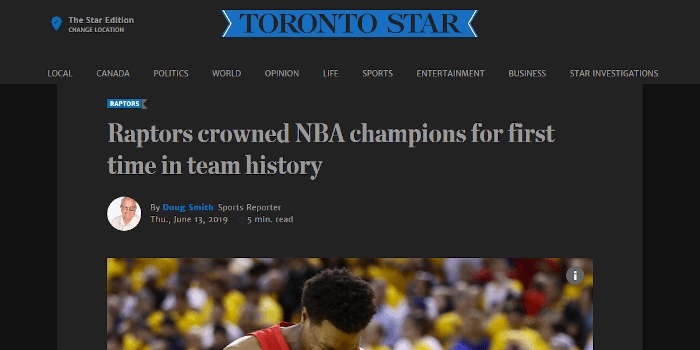 The Star Edition
CHANGE LOCATION
TORONTO STAR
LOCAL CANADA POLITICS WORLD OPINION LIFE SPORTS ENTERTAINMENT BUSINESS STAR INVESTIGATIONS
RAPTORS
Raptors crowned NBA champions for first
time in team history
By Doug Smith Sports Reporter
Thu., June 13, 2019 5 min. read
i